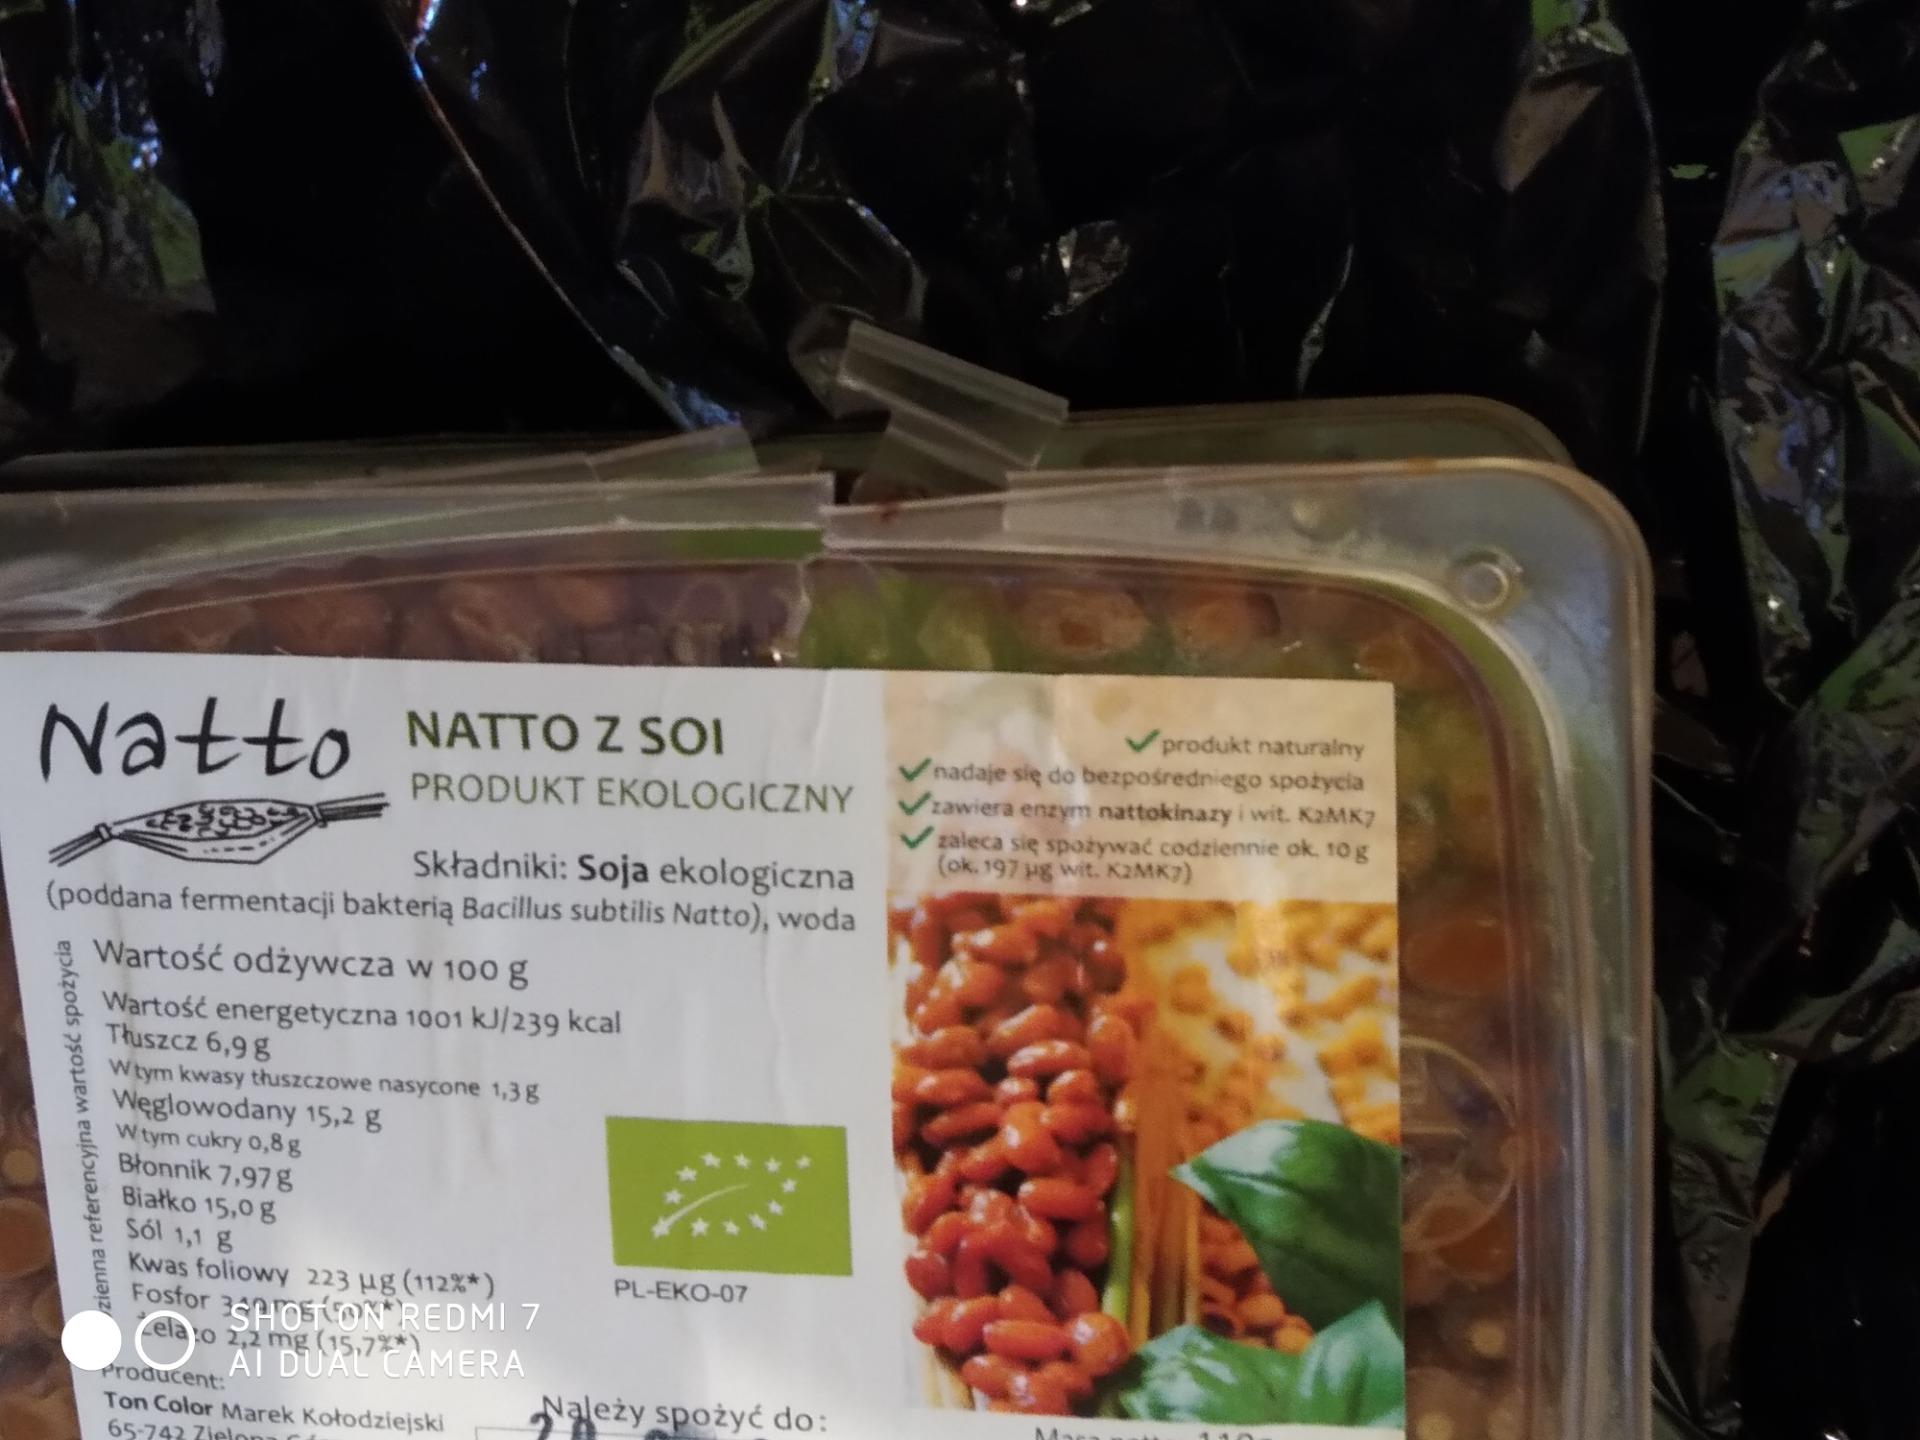 Natto
NATTO Z SOI
PRODUKT EKOLOGICZNY
Składniki: Soja ekologiczna
(poddana fermentacji bakterią Bacillus subtilis Natto), woda
Wartość odżywcza w 100 g
Wartość energetyczna 1001 kJ/239 kcal
Tłuszcz 6,9 g
W tym kwasy tłuszczowe nasycone 1,3 g
Węglowodany 15,2 g
W tym cukry 0,8 g
Błonnik 7,97 g
Białko 15,0 g
Sól 1,1 g
Kwas foliowy 223 µg (112%*)
Fosfor
2,2 mg (15,7%*)
referencyjna wartość spożycia
Producent:
Ton Color Marek Kołodziejski
65-742
PL-EKO-07
Należy spożyć do:
produkt naturalny
nadaje się do bezpośredniego spożycia
zawiera enzym nattokinazy i wit. K2MK7
zaleca się spożywać codziennie ok. 10 g
(ok. 197 µg wit. K2MK7)
SHOT ON REDMI 7
AI DUAL CAMERA